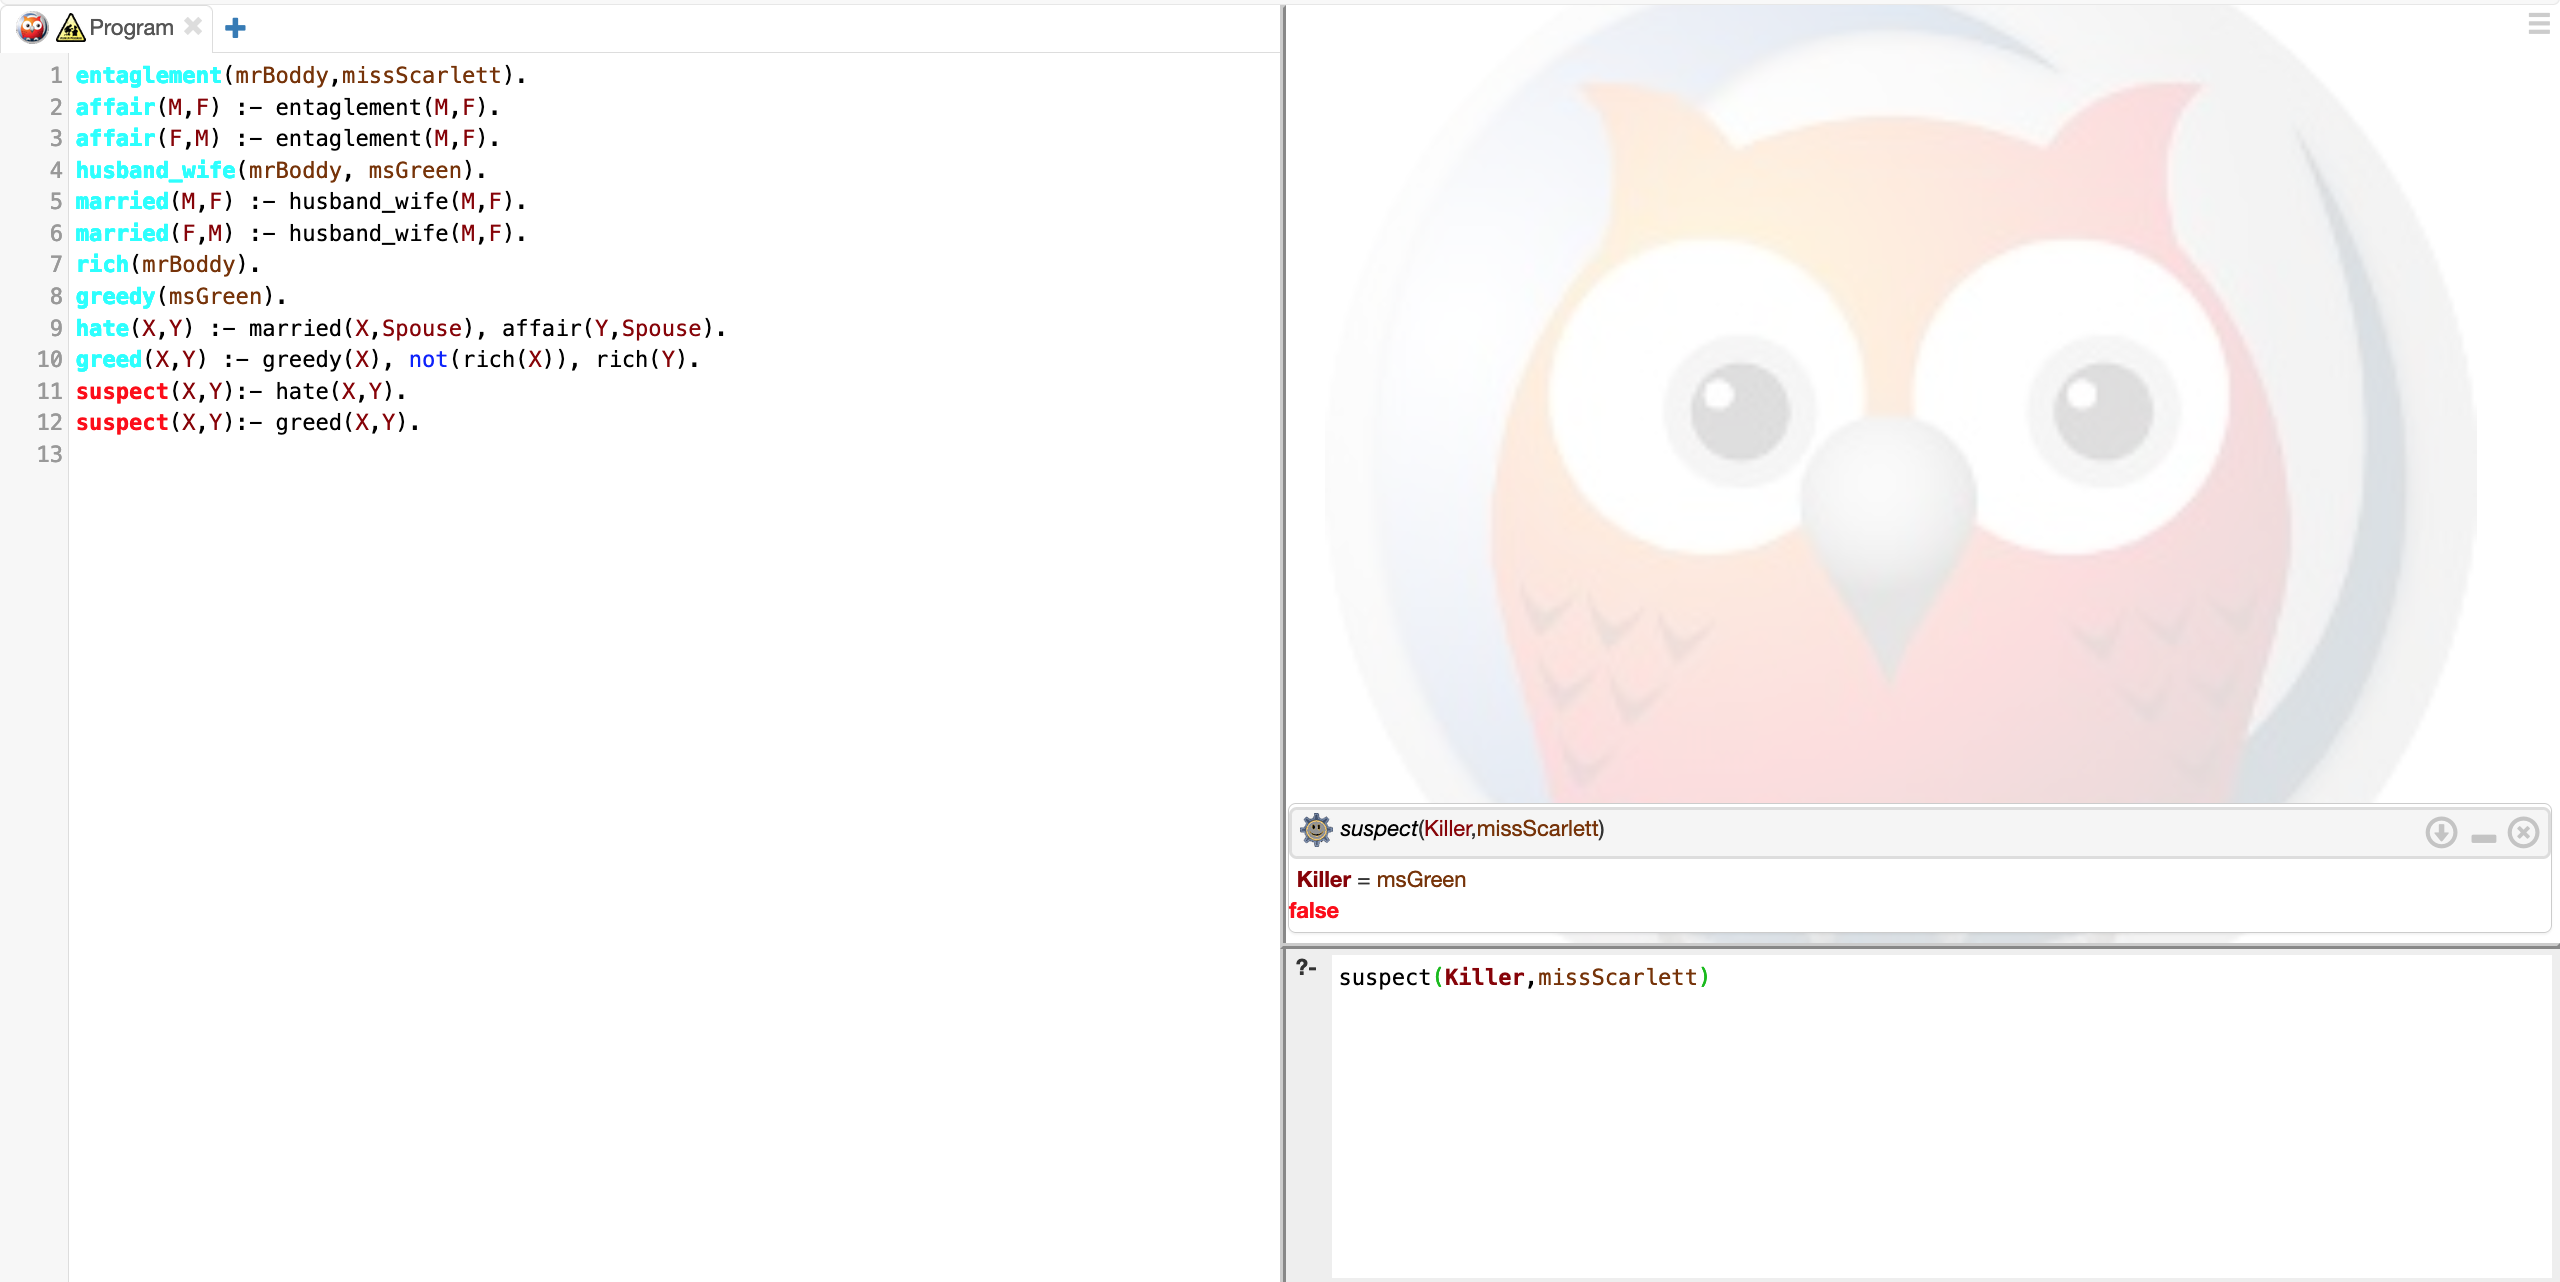 Program
1 entaglement(mrBoddy,missScarlett).
2 affair(M,F) :- entaglement(M,F).
3 affair(F,M) :- entaglement(M,F).
4 husband_wife(mrBoddy, msGreen).
5 married(M,F) :- husband_wife(M,F).
6 married(F,M) :- husband_wife(M,F).
7 rich(mrBoddy).
8 greedy(msGreen).
9 hate(X,Y) :- married(X,Spouse), affair(Y,Spouse).
10 greed(X,Y) :- greedy(X), not(rich(X)), rich(Y).
11 suspect(X,Y):- hate(X,Y).
12 suspect(X,Y):- greed(X,Y).
13
suspect(Killer,missScarlett)
Killer = msGreen
false
?- suspect(Killer,missScarlett)